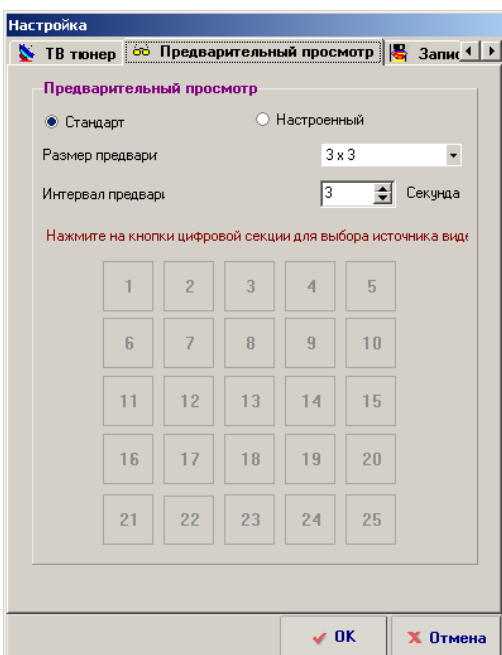 Настройка
ТВ тюнер Предварительный просмотр Запис
Предварительный просмотр
Стандарт Настроенный
Размер предвари 3 x 3
Интервал предварі 3 Секунда
Нажмите на кнопки цифровой секции для выбора источника виде
1 2 3 4 5
6 7 8 9 10
11 12 13 14 15
16 17 18 19 20
21 22 23 24 25
OK Отмена